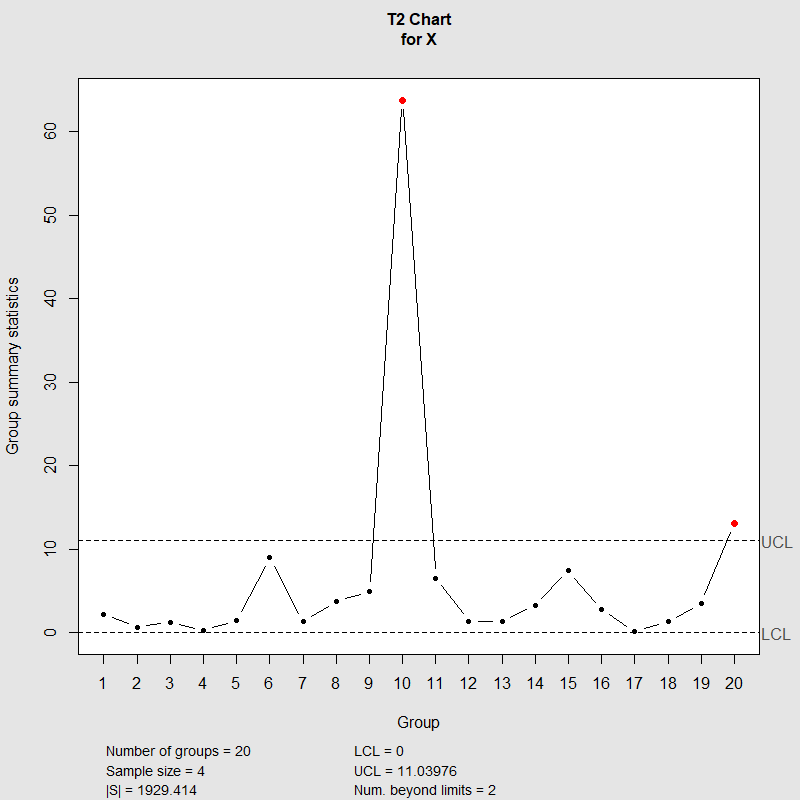 T2 Chart
for X
Group summary statistics
60
50
40
30
20
10
0
UCL
LCL
1 2 3 4 5 6 7 8 9 10 11 12 13 14 15 16 17 18 19 20
Group
Number of groups = 20
Sample size = 4
|S| = 1929.414
LCL = 0
UCL = 11.03976
Num. beyond limits = 2